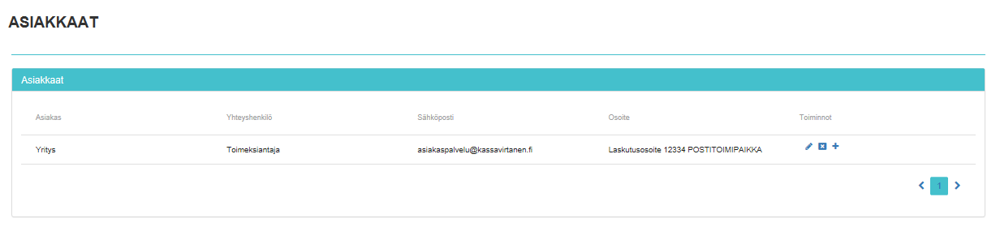 ASIAKKAAT
Asiakkaat
Asiakas Yhteyshenkilö Sähköposti Osoite Toiminnot
Yritys Toimeksiantaja asiakaspalvelu@kassavirtanen.fi Laskutusosoite 12334 POSTITOIMIPAIKKA
1